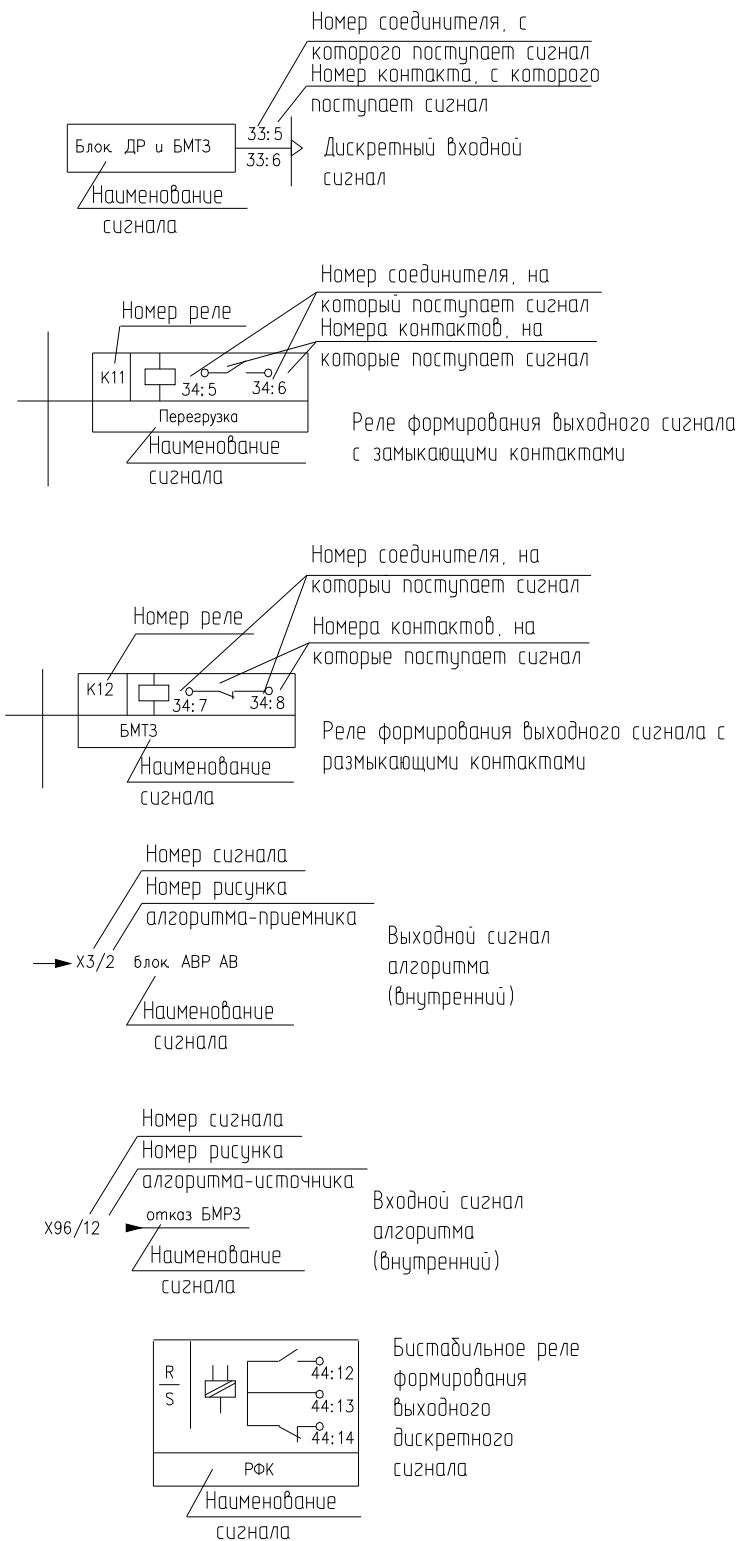 Номер соединителя, с
которого поступает сигнал
Номер контакта, с которого
поступает сигнал
33:5
Блок ДР и БМТЗ
33:6
Дискретный входной
сигнал
Наименование
сигнала
Номер соединителя, на
который поступает сигнал
Номер реле
Номера контактов, на
которые поступает сигнал
К11
34:5
34:6
Перегрузка
Реле формирования выходного сигнала
с замыкающими контактами
Наименование
сигнала
Номер соединителя, на
которыи поступает сигнал
Номер реле
Номера контактов, на
которые поступает сигнал
К12
34:7
34:8
БМТЗ
Реле формирования выходного сигнала с
размыкающими контактами
Наименование
сигнала
Номер сигнала
Номер рисунка
алгоритма-приемника
Х3/2 блок АВР АВ
Выходной сигнал
алгоритма
(внутренний)
Наименование
сигнала
Номер сигнала
Номер рисунка
алгоритма-источника
Х96/12
отказ БМРЗ
Входной сигнал
алгоритма
(внутренний)
Наименование
сигнала
R
S
44:12
44:13
44:14
РФК
Бистабильное реле
формирования
выходного
дискретного
сигнала
Наименование
сигнала